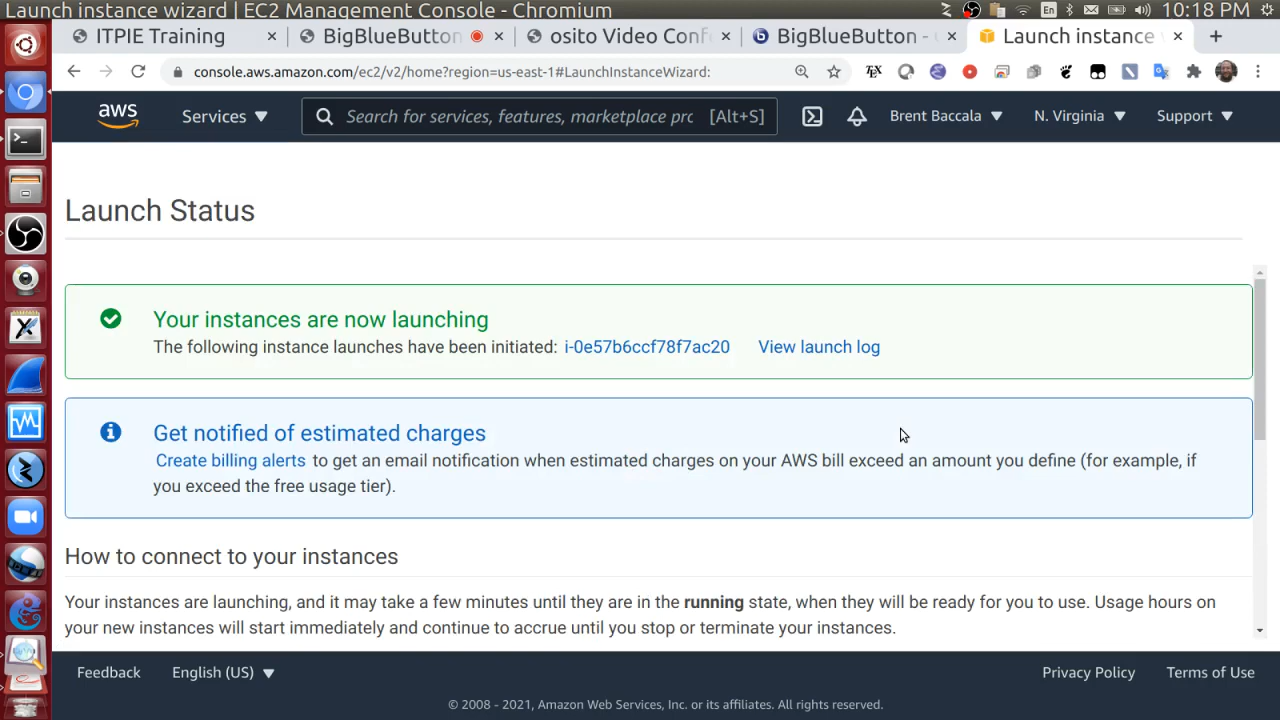 Launch instance wizard | EC2 Management Console - Chromium
En
10:18 PM
ITPIE Training
BigBlueButton
osito Video Conf
BigBlueButton -
Launch instance
console.aws.amazon.com/ec2/v2/home?region=us-east-1#LaunchInstanceWizard:
aws
Services
Search for services, features, marketplace prc
[Alt+S]
Brent Baccala
N. Virginia
Support
Launch Status
Your instances are now launching
The following instance launches have been initiated: i-0e57b6ccf78f7ac20 View launch log
Get notified of estimated charges
Create billing alerts to get an email notification when estimated charges on your AWS bill exceed an amount you define (for example, if
you exceed the free usage tier).
How to connect to your instances
Your instances are launching, and it may take a few minutes until they are in the running state, when they will be ready for you to use. Usage hours on
your new instances will start immediately and continue to accrue until you stop or terminate your instances.
Feedback
English (US)
Privacy Policy
Terms of Use
© 2008 - 2021, Amazon Web Services, Inc. or its affiliates. All rights reserved.